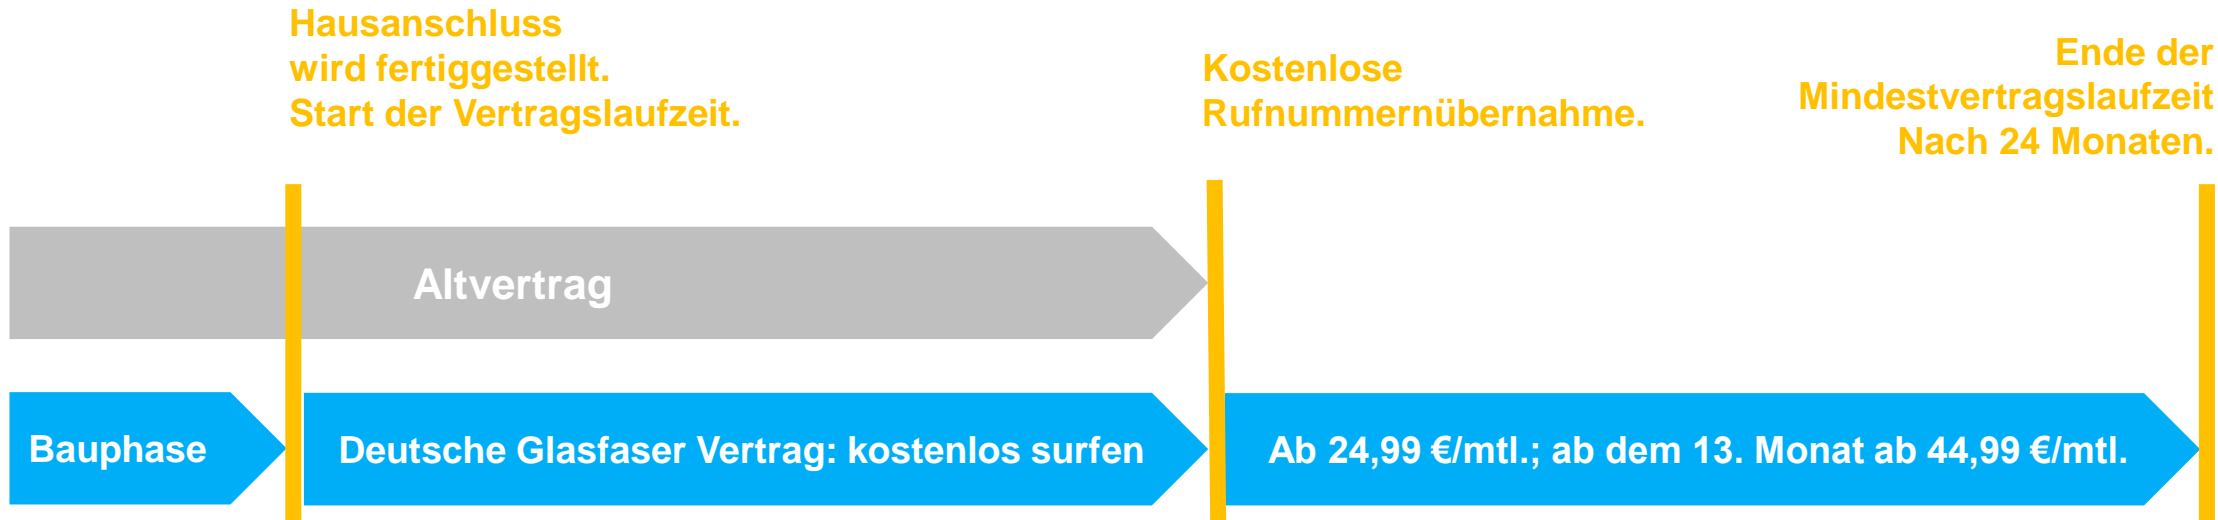 Hausanschluss
wird fertiggestellt.
Start der Vertragslaufzeit.
Kostenlose
Rufnummernübernahme.
Ende der
Mindestvertragslaufzeit
Nach 24 Monaten.
Altvertrag
Bauphase
Deutsche Glasfaser Vertrag: kostenlos surfen
Ab 24,99 €/mtl.; ab dem 13. Monat ab 44,99 €/mtl.